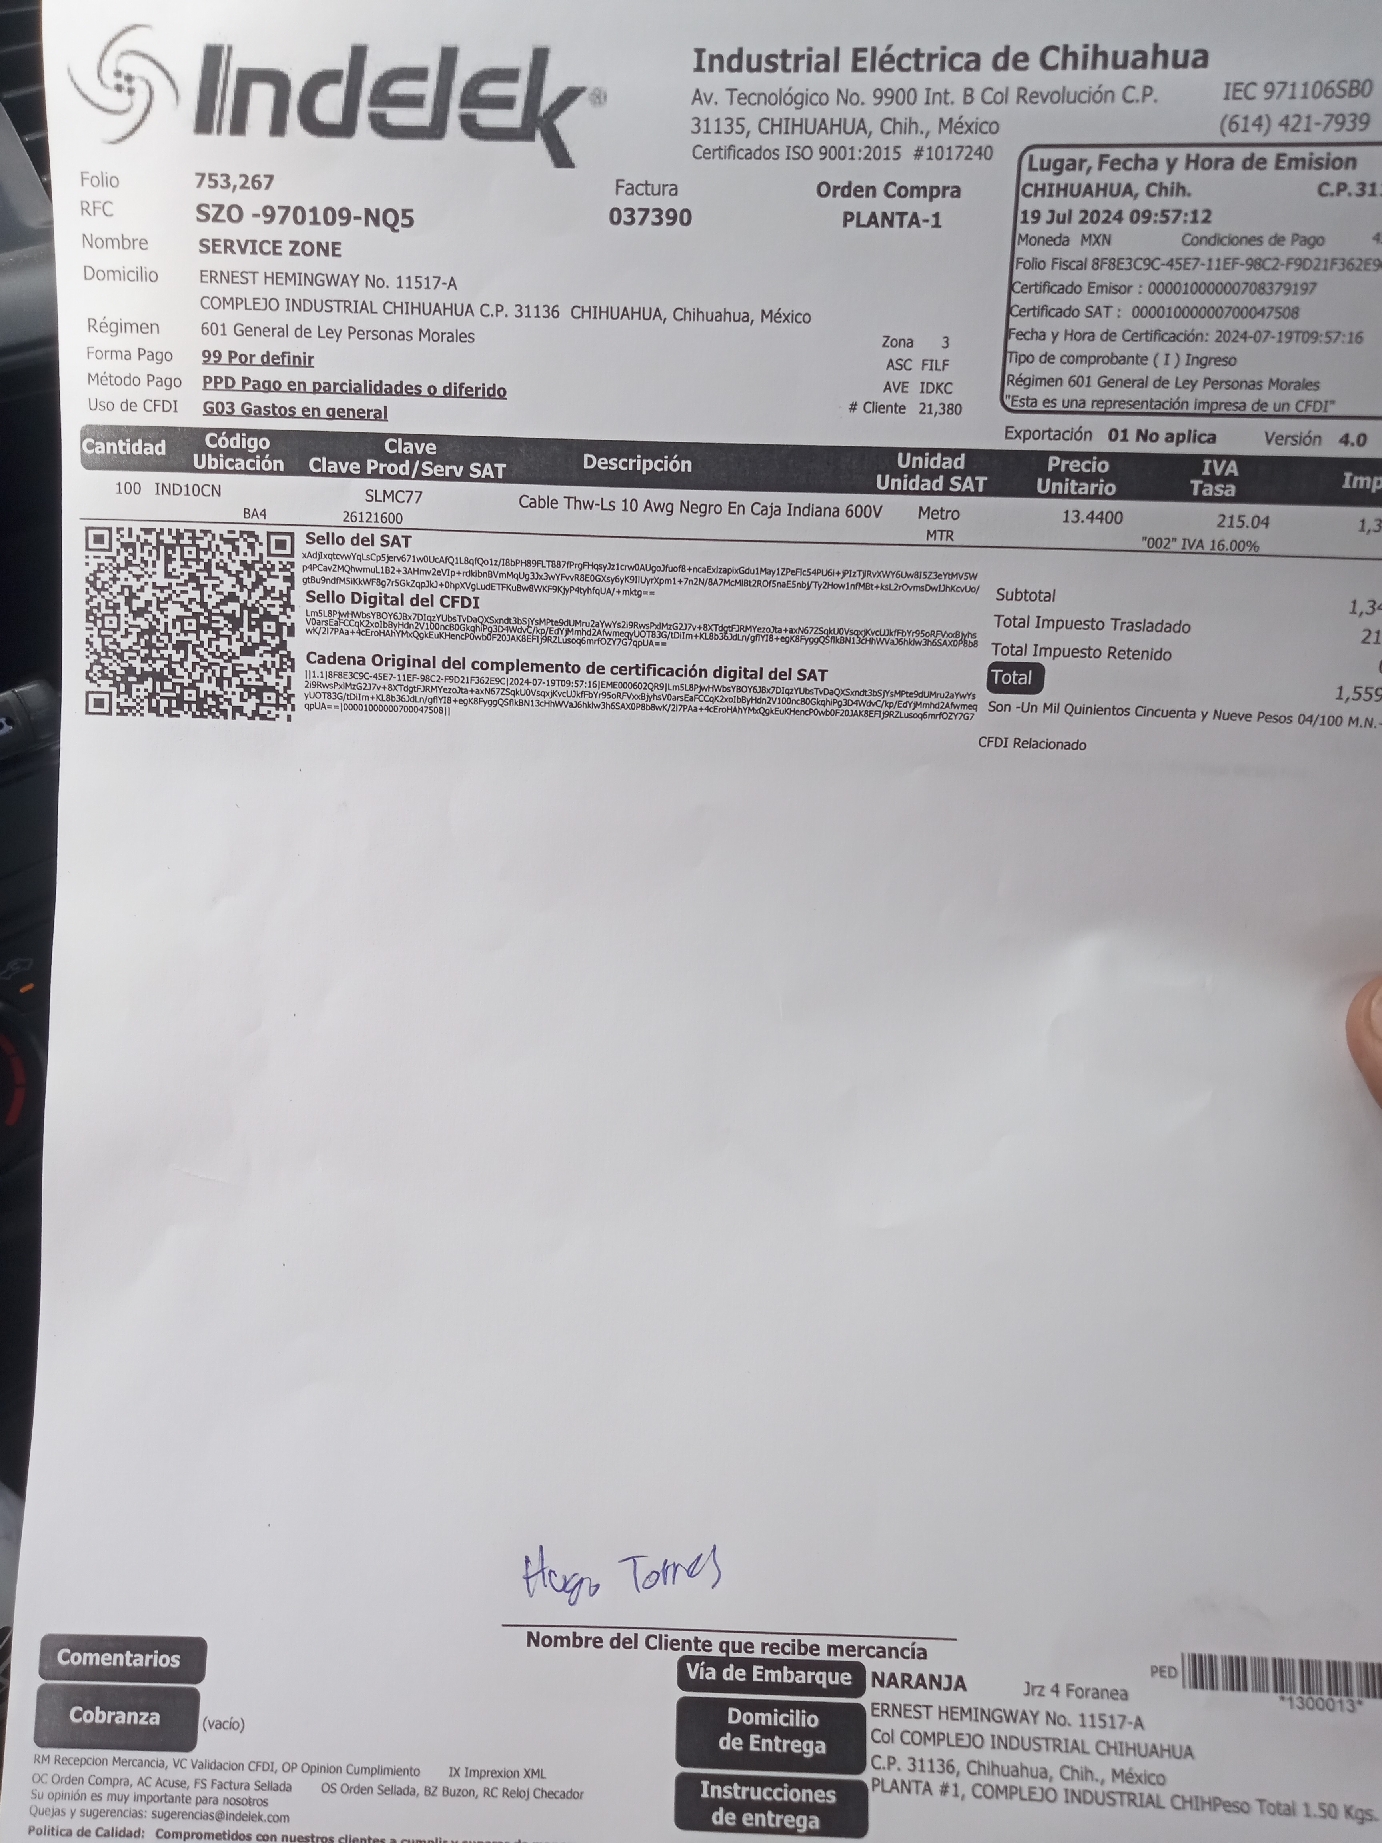 Indelek®
Industrial Eléctrica de Chihuahua
Av. Tecnológico No. 9900 Int. B Col Revolución C.P.
31135, CHIHUAHUA, Chih., México
Certificados ISO 9001:2015 #1017240
IEC 971106SB0
(614) 421-7939
Folio 753,267
RFC SZO -970109-NQ5
Nombre SERVICE ZONE
Domicilio ERNEST HEMINGWAY No. 11517-A
COMPLEJO INDUSTRIAL CHIHUAHUA C.P. 31136 CHIHUAHUA, Chihuahua, México
Régimen 601 General de Ley Personas Morales
Forma Pago 99 Por definir
Método Pago PPD Pago en parcialidades o diferido
Uso de CFDI G03 Gastos en general
Factura
037390
Orden Compra
PLANTA-1
Zona 3
ASC FILF
AVE IDKC
# Cliente 21,380
Lugar, Fecha y Hora de Emision
CHIHUAHUA, Chih. C.P.31
19 Jul 2024 09:57:12
Moneda MXN Condiciones de Pago 4
Folio Fiscal 8F8E3C9C-45E7-11EF-98C2-F9D21F362E9
Certificado Emisor : 00001000000708379197
Certificado SAT : 00001000000700047508
Fecha y Hora de Certificación: 2024-07-19T09:57:16
Tipo de comprobante ( I ) Ingreso
Régimen 601 General de Ley Personas Morales
"Esta es una representación impresa de un CFDI"
Exportación 01 No aplica Versión 4.0
Cantidad Código Ubicación Clave Clave Prod/Serv SAT Descripción Unidad Unidad SAT Precio Unitario IVA Tasa Imp
100 IND10CN SLMC77 Cable Thw-Ls 10 Awg Negro En Caja Indiana 600V Metro 13.4400 215.04 1,3
BA4 26121600 MTR "002" IVA 16.00%
Sello del SAT
Sello Digital del CFDI
Cadena Original del complemento de certificación digital del SAT
Subtotal 1,34
Total Impuesto Trasladado 21
Total Impuesto Retenido
Total 1,559
Son -Un Mil Quinientos Cincuenta y Nueve Pesos 04/100 M.N.-
CFDI Relacionado
Hugo Torres
Nombre del Cliente que recibe mercancía
Comentarios
Cobranza (vacío)
Vía de Embarque NARANJA Jrz 4 Foranea
PED *1300013*
Domicilio de Entrega
ERNEST HEMINGWAY No. 11517-A
Col COMPLEJO INDUSTRIAL CHIHUAHUA
C.P. 31136, Chihuahua, Chih., México
Instrucciones de entrega
PLANTA #1, COMPLEJO INDUSTRIAL CHIHPeso Total 1.50 Kgs.
RM Recepcion Mercancia, VC Validacion CFDI, OP Opinion Cumplimiento IX Imprexion XML
OC Orden Compra, AC Acuse, FS Factura Sellada OS Orden Sellada, BZ Buzon, RC Reloj Checador
Su opinión es muy importante para nosotros
Quejas y sugerencias: sugerencias@indelek.com
Politica de Calidad: Comprometidos con nuestros clientes a cumplir y